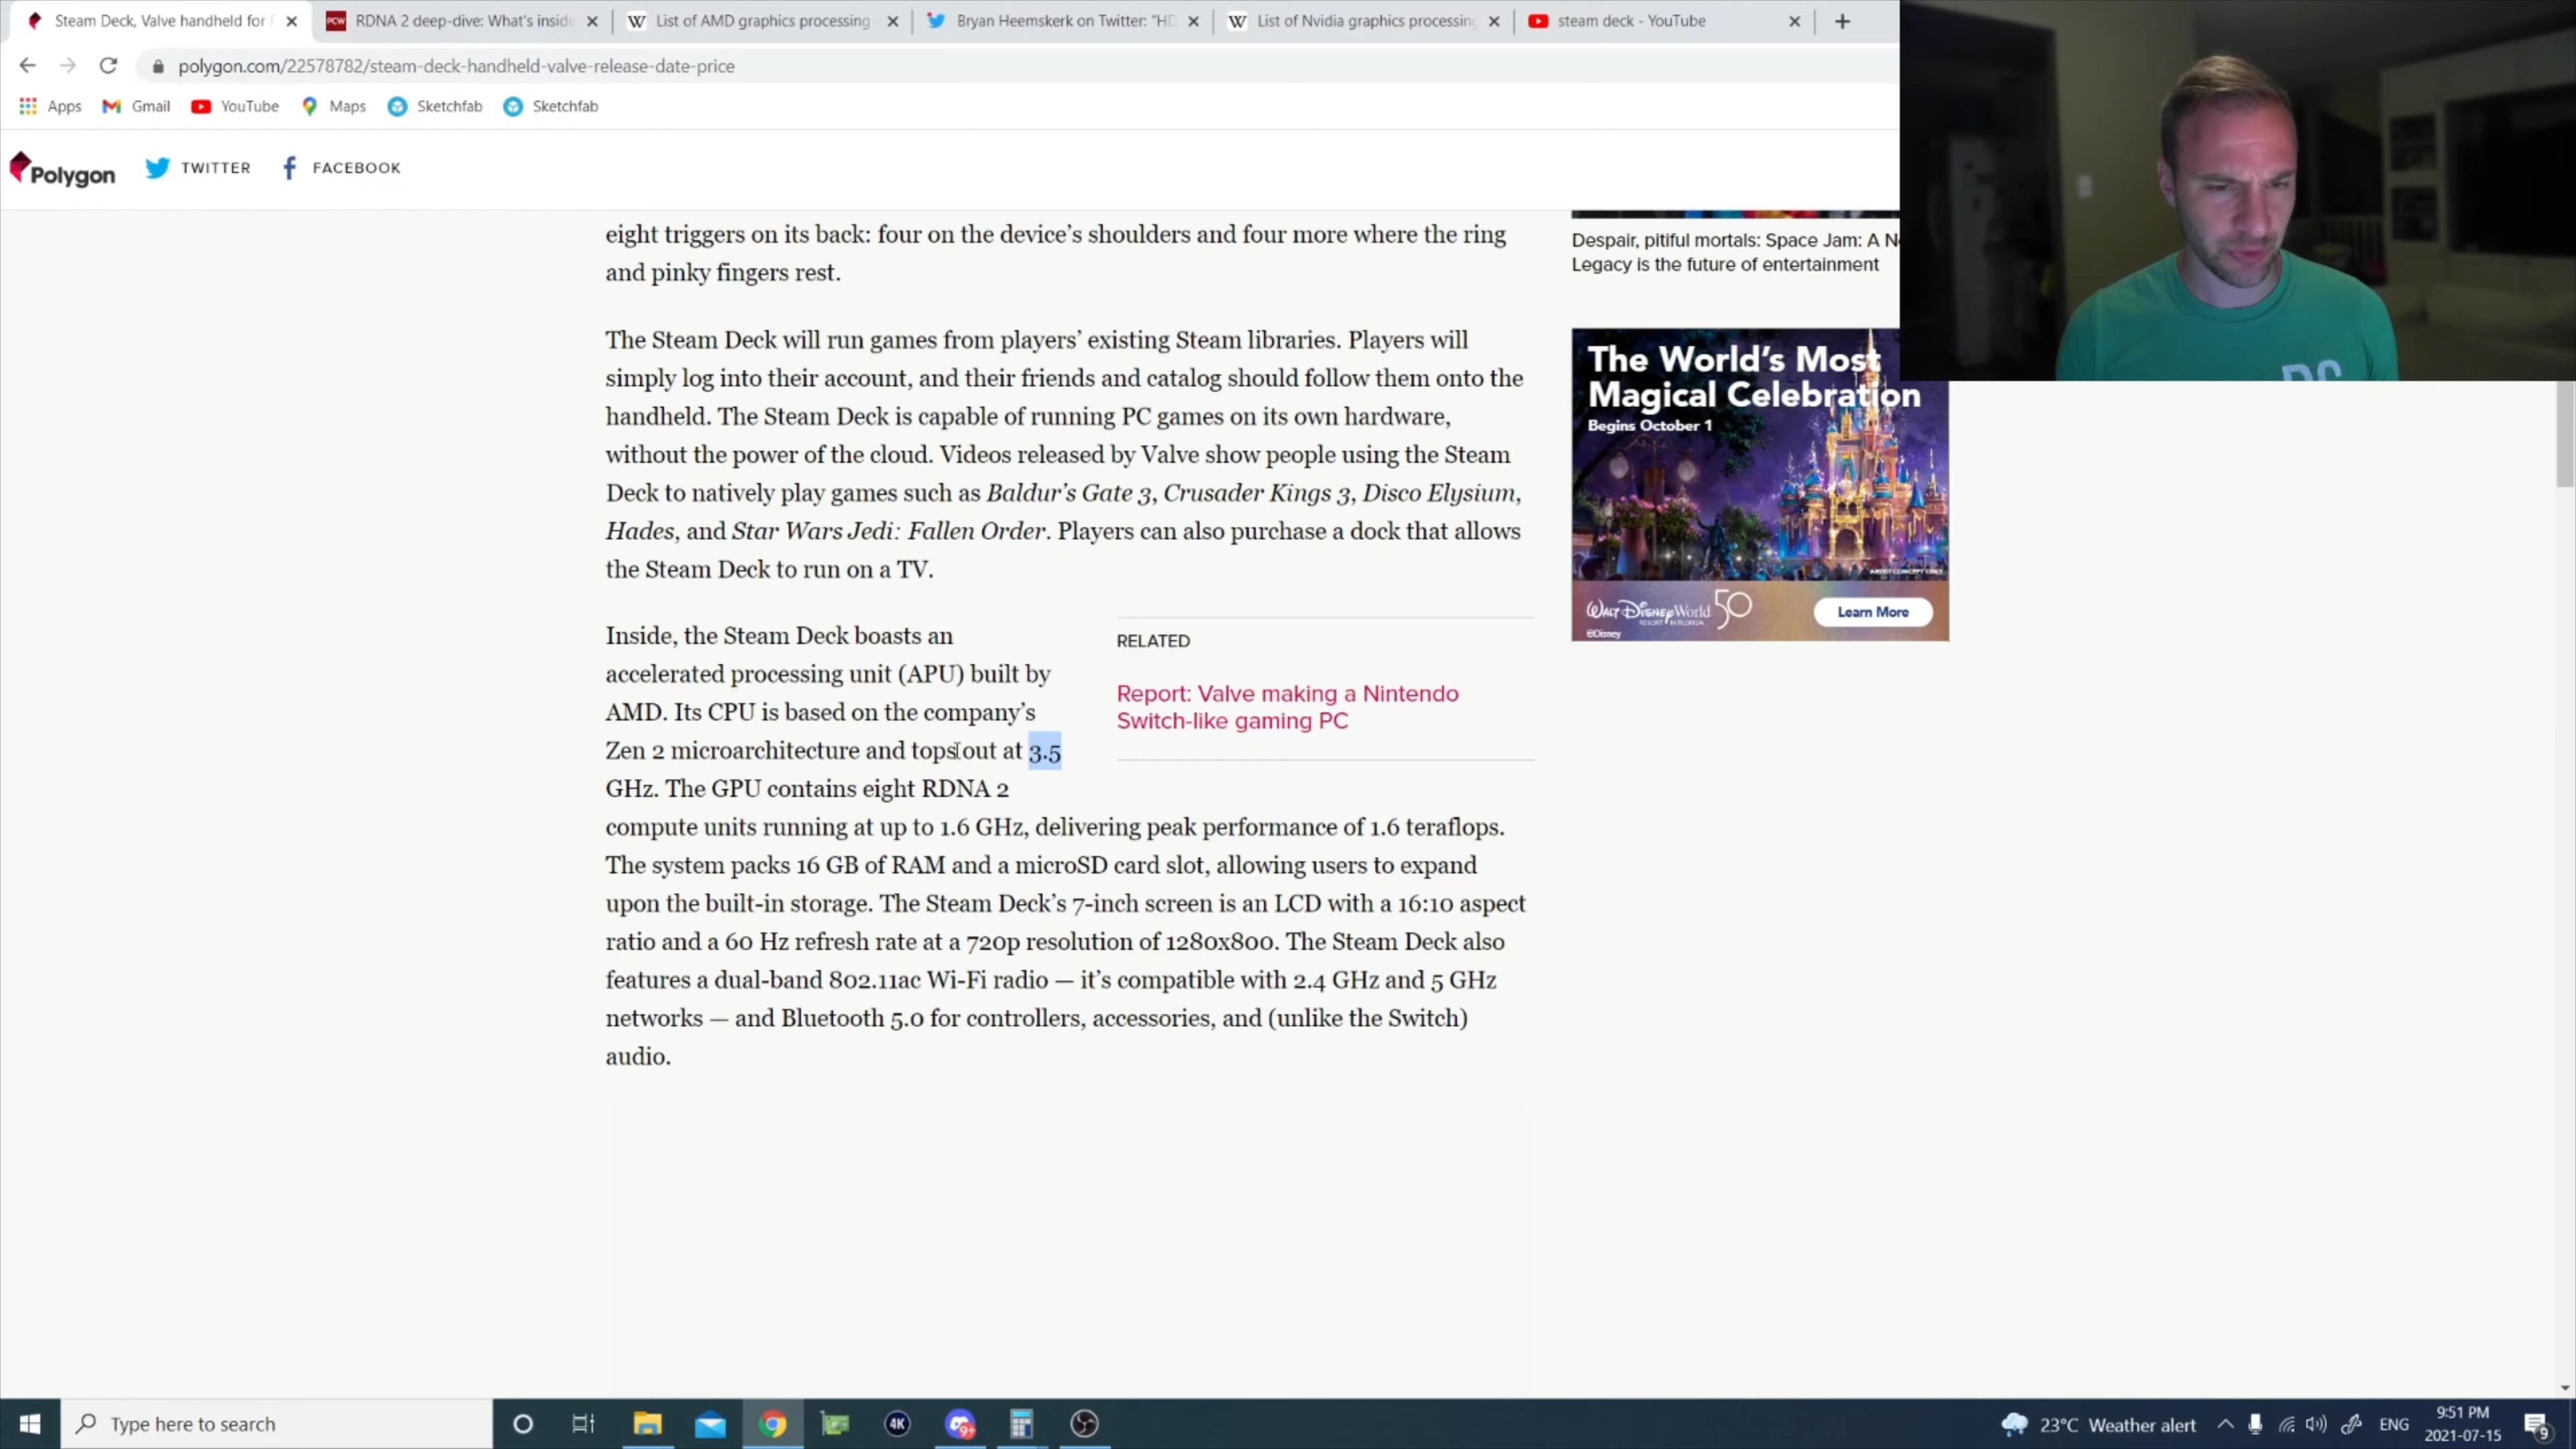 Steam Deck, Valve handheld for
RDNA 2 deep-dive: What's inside
List of AMD graphics processing
Bryan Heemskerk on Twitter: "HD
List of Nvidia graphics processing
steam deck - YouTube
polygon.com/22578782/steam-deck-handheld-valve-release-date-price
Apps
Gmail
YouTube
Maps
Sketchfab
Sketchfab
Polygon
TWITTER
FACEBOOK
eight triggers on its back: four on the device's shoulders and four more where the ring
and pinky fingers rest.
The Steam Deck will run games from players' existing Steam libraries. Players will
simply log into their account, and their friends and catalog should follow them onto the
handheld. The Steam Deck is capable of running PC games on its own hardware,
without the power of the cloud. Videos released by Valve show people using the Steam
Deck to natively play games such as Baldur's Gate 3, Crusader Kings 3, Disco Elysium,
Hades, and Star Wars Jedi: Fallen Order. Players can also purchase a dock that allows
the Steam Deck to run on a TV.
Inside, the Steam Deck boasts an
accelerated processing unit (APU) built by
AMD. Its CPU is based on the company's
Zen 2 microarchitecture and tops out at 3.5
GHz. The GPU contains eight RDNA 2
compute units running at up to 1.6 GHz, delivering peak performance of 1.6 teraflops.
The system packs 16 GB of RAM and a microSD card slot, allowing users to expand
upon the built-in storage. The Steam Deck's 7-inch screen is an LCD with a 16:10 aspect
ratio and a 60 Hz refresh rate at a 720p resolution of 1280x800. The Steam Deck also
features a dual-band 802.11ac Wi-Fi radio — it's compatible with 2.4 GHz and 5 GHz
networks — and Bluetooth 5.0 for controllers, accessories, and (unlike the Switch)
audio.
RELATED
Report: Valve making a Nintendo
Switch-like gaming PC
Despair, pitiful mortals: Space Jam: A N
Legacy is the future of entertainment
The World's Most
Magical Celebration
Begins October 1
ARTIST CONCEPT ONLY
Walt Disney World 50
RESORT IN FLORIDA
©Disney
Learn More
Type here to search
4K
9+
23°C Weather alert
ENG
9:51 PM
2021-07-15
9